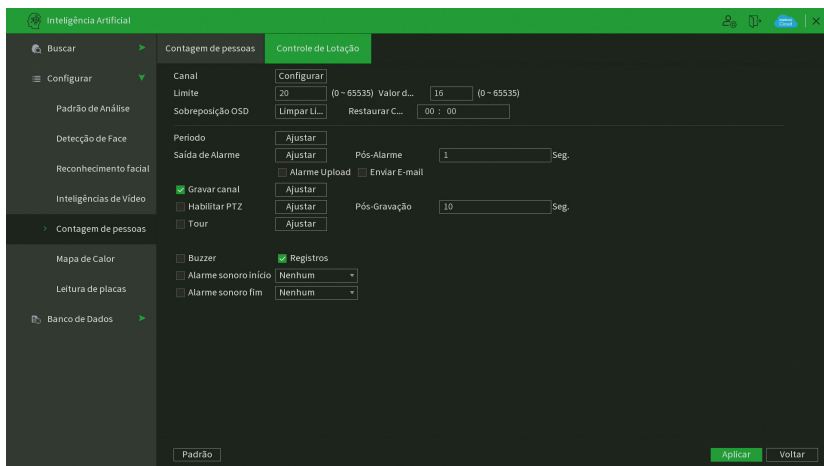 Inteligência Artificial
Buscar
Configurar
Padrão de Análise
Detecção de Face
Reconhecimento facial
Inteligências de Vídeo
Contagem de pessoas
Mapa de Calor
Leitura de placas
Banco de Dados
Contagem de pessoas Controle de Lotação
Canal Configurar
Limite 20 (0 ~ 65535) Valor d... 16 (0 ~ 65535)
Sobreposição OSD Limpar Li... Restaurar C... 00 : 00
Periodo Ajustar
Saída de Alarme Ajustar Pós-Alarme 1 Seg.
Alarme Upload Enviar E-mail
Gravar canal Ajustar
Habilitar PTZ Ajustar Pós-Gravação 10 Seg.
Tour Ajustar
Buzzer Registros
Alarme sonoro início Nenhum
Alarme sonoro fim Nenhum
Padrão Aplicar Voltar